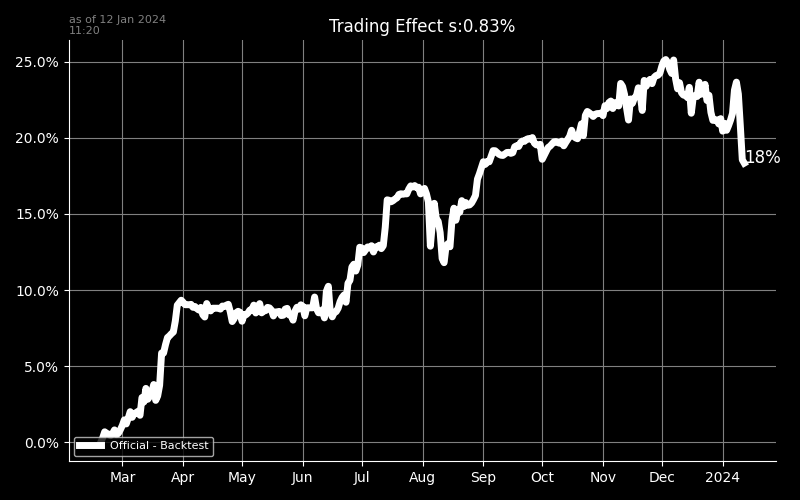 as of 12 Jan 2024
11:20
Trading Effect s:0.83%
25.0%
20.0%
15.0%
10.0%
5.0%
0.0%
18%
Official - Backtest
Mar Apr May Jun Jul Aug Sep Oct Nov Dec 2024